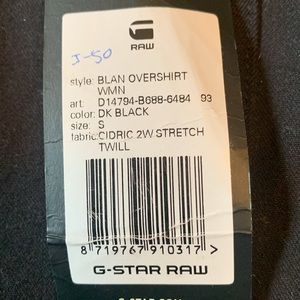 RAW
J-50
style: BLAN OVERSHIRT
WMN
art: D14794-B688-6484 93
color: DK BLACK
size: S
fabric: CIDRIC 2W STRETCH
TWILL
8 719767 910317 >
G-STAR RAW